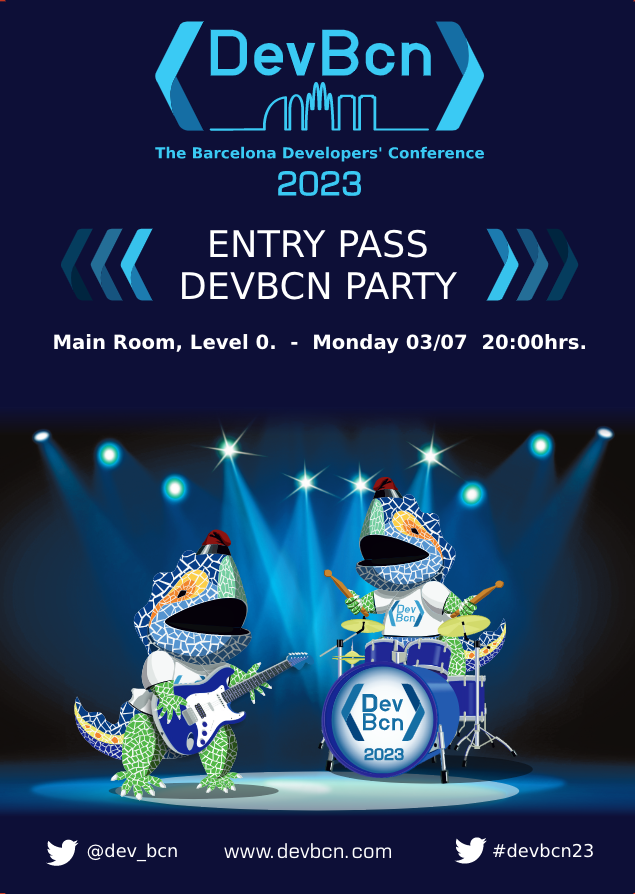 DevBcn
The Barcelona Developers' Conference
2023
ENTRY PASS
DEVBCN PARTY
Main Room, Level 0. - Monday 03/07 20:00hrs.
Dev
Bcn
Dev
Bcn
2023
@dev_bcn www.devbcn.com #devbcn23